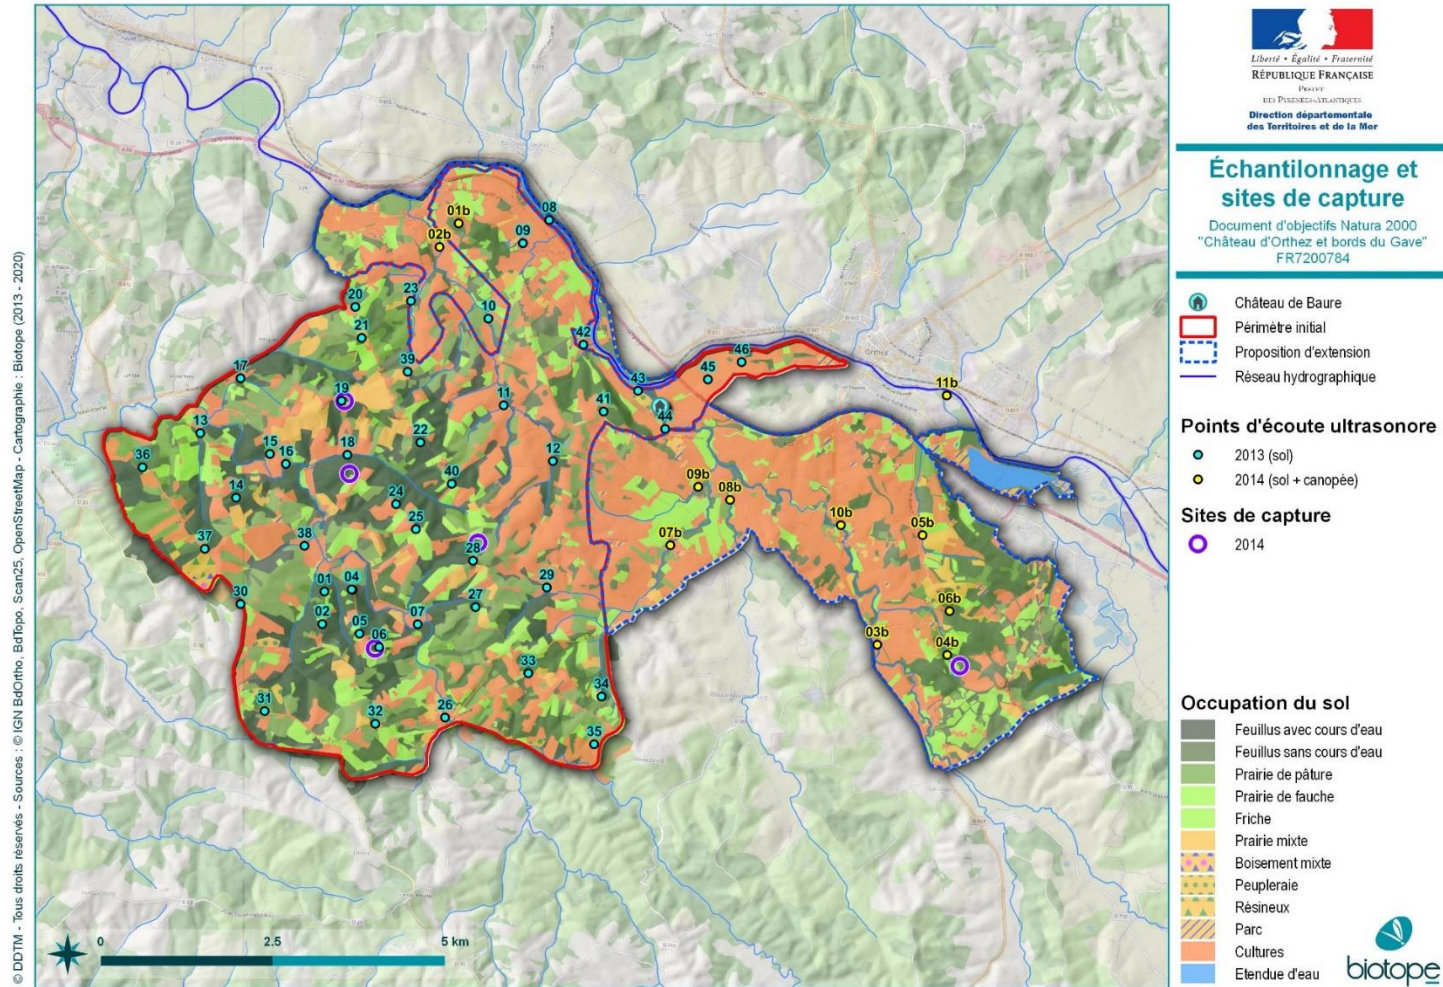 © DDTM - Tous droits réservés - Sources : © IGN BdOrtho, BdTopo, Scan25, OpenStreetMap - Cartographie : Biotope (2013 - 2020)
Liberté • Égalité • Fraternité
RÉPUBLIQUE FRANÇAISE
PRÉFET
DES PYRÉNÉES-ATLANTIQUES
Direction départementale
des Territoires et de la Mer
Échantilonnage et
sites de capture
Document d'objectifs Natura 2000
"Château d'Orthez et bords du Gave"
FR7200784
Château de Baure
Périmètre initial
Proposition d'extension
Réseau hydrographique
Points d'écoute ultrasonore
2013 (sol)
2014 (sol + canopée)
Sites de capture
2014
Occupation du sol
Feuillus avec cours d'eau
Feuillus sans cours d'eau
Prairie de pâture
Prairie de fauche
Friche
Prairie mixte
Boisement mixte
Peupleraie
Résineux
Parc
Cultures
Etendue d'eau
biotope
01b
08
02b
09
20
23
10
21
42
46
17
39
43
45
11b
19
11
41
44
Orthez
13
22
15
16
18
12
36
40
14
24
09b
08b
25
10b
05b
37
38
28
07b
01
04
29
30
27
06b
02
05
07
06
03b
04b
33
34
31
32
26
35
0
2.5
5 km